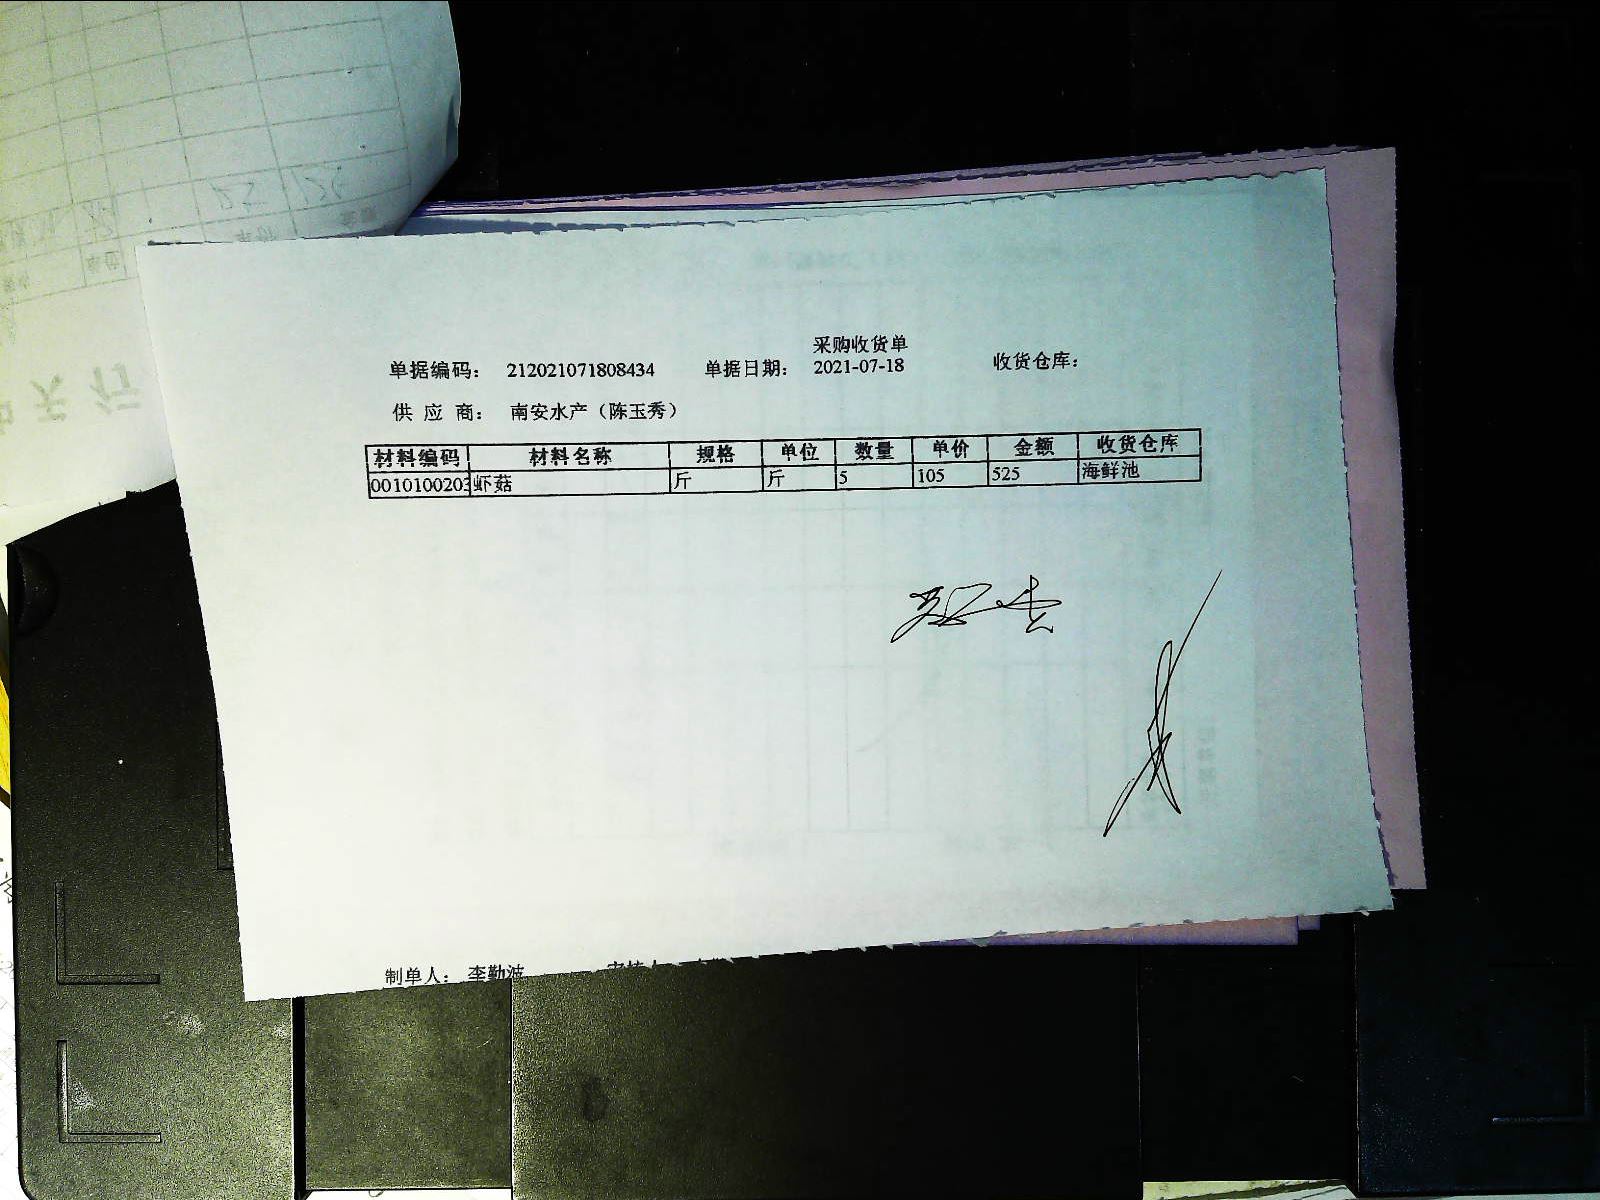 采购收货单
单据编码： 212021071808434 单据日期： 2021-07-18 收货仓库：
供 应 商： 南安水产（陈玉秀）
材料编码 材料名称 规格 单位 数量 单价 金额 收货仓库
0010100203 虾菇 斤 斤 5 105 525 海鲜池
制单人： 李勤波